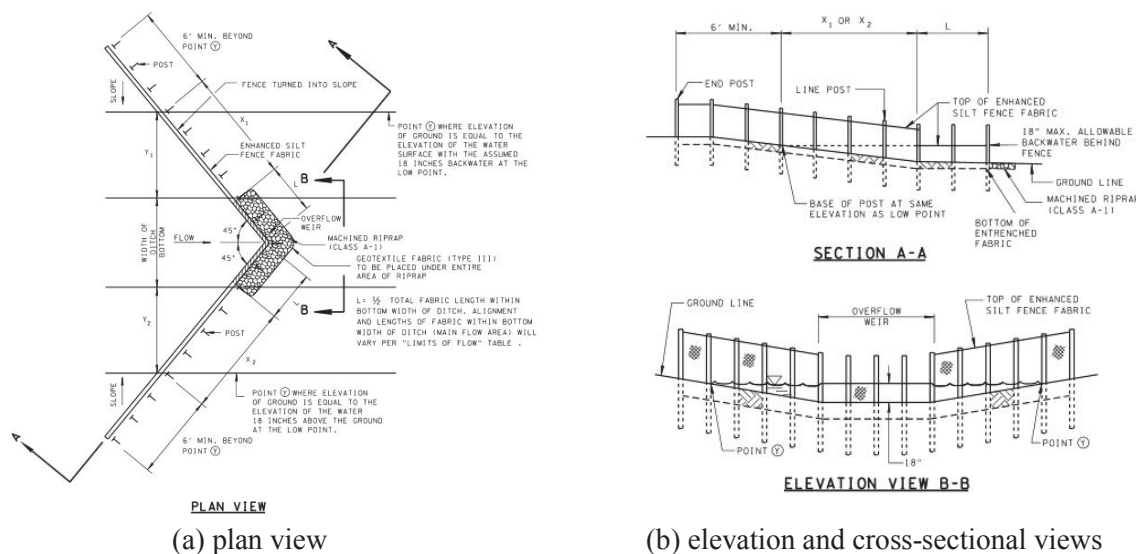 A
6' MIN. BEYOND
POINT Ⓨ
POST
FENCE TURNED INTO SLOPE
SLOPE
X₁
POINT Ⓨ WHERE ELEVATION
OF GROUND IS EQUAL TO THE
ELEVATION OF THE WATER
SURFACE WITH THE ASSUMED
18 INCHES BACKWATER AT THE
LOW POINT.
Y₁
ENHANCED SILT
FENCE FABRIC
L
B
WIDTH OF
DITCH
BOTTOM
FLOW
45°
45°
OVERFLOW
WEIR
MACHINED RIPRAP
(CLASS A-1)
GEOTEXTILE FABRIC (TYPE III)
TO BE PLACED UNDER ENTIRE
AREA OF RIPRAP
L
B
L= ½ TOTAL FABRIC LENGTH WITHIN
BOTTOM WIDTH OF DITCH. ALIGNMENT
AND LENGTHS OF FABRIC WITHIN BOTTOM
WIDTH OF DITCH (MAIN FLOW AREA) WILL
VARY PER "LIMITS OF FLOW" TABLE .
Y₂
POST
X₂
SLOPE
POINT Ⓨ WHERE ELEVATION
OF GROUND IS EQUAL TO THE
ELEVATION OF THE WATER
18 INCHES ABOVE THE GROUND
AT THE LOW POINT.
A
6' MIN. BEYOND
POINT Ⓨ
PLAN VIEW
(a) plan view
6' MIN.
X₁ OR X₂
L
END POST
LINE POST
TOP OF ENHANCED
SILT FENCE FABRIC
18" MAX. ALLOWABLE
BACKWATER BEHIND
FENCE
GROUND LINE
MACHINED RIPRAP
(CLASS A-1)
BASE OF POST AT SAME
ELEVATION AS LOW POINT
BOTTOM OF
ENTRENCHED
FABRIC
SECTION A-A
GROUND LINE
OVERFLOW
WEIR
TOP OF ENHANCED
SILT FENCE FABRIC
POINT Ⓨ
18"
POINT Ⓨ
ELEVATION VIEW B-B
(b) elevation and cross-sectional views